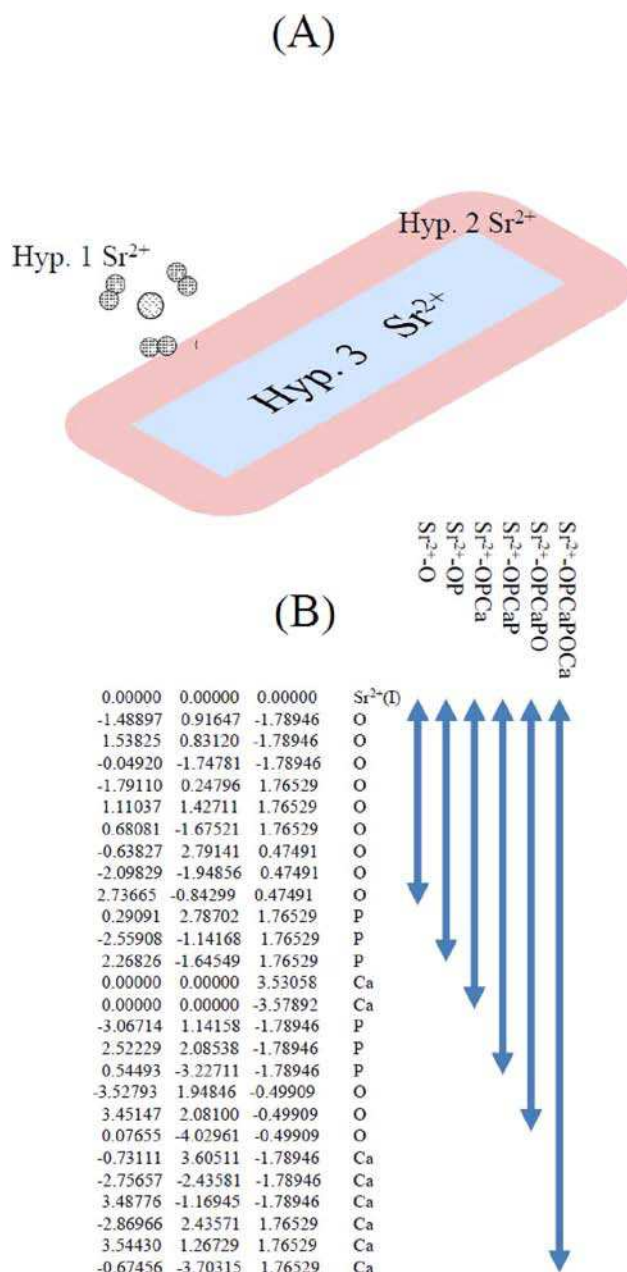 (A)
Hyp. 1 Sr²⁺
Hyp. 2 Sr²⁺
Hyp. 3 Sr²⁺
(B)
Sr²⁺-O
Sr²⁺-OP
Sr²⁺-OPCa
Sr²⁺-OPCaP
Sr²⁺-OPCaPO
Sr²⁺-OPCaPOCa
0.00000 0.00000 0.00000 Sr²⁺(I)
-1.48897 0.91647 -1.78946 O
1.53825 0.83120 -1.78946 O
-0.04920 -1.74781 -1.78946 O
-1.79110 0.24796 1.76529 O
1.11037 1.42711 1.76529 O
0.68081 -1.67521 1.76529 O
-0.63827 2.79141 0.47491 O
-2.09829 -1.94856 0.47491 O
2.73665 -0.84299 0.47491 O
0.29091 2.78702 1.76529 P
-2.55908 -1.14168 1.76529 P
2.26826 -1.64549 1.76529 P
0.00000 0.00000 3.53058 Ca
0.00000 0.00000 -3.57892 Ca
-3.06714 1.14158 -1.78946 P
2.52229 2.08538 -1.78946 P
0.54493 -3.22711 -1.78946 P
-3.52793 1.94846 -0.49909 O
3.45147 2.08100 -0.49909 O
0.07655 -4.02961 -0.49909 O
-0.73111 3.60511 -1.78946 Ca
-2.75657 -2.43581 -1.78946 Ca
3.48776 -1.16945 -1.78946 Ca
-2.86966 2.43571 1.76529 Ca
3.54430 1.26729 1.76529 Ca
-0.67456 -3.70315 1.76529 Ca